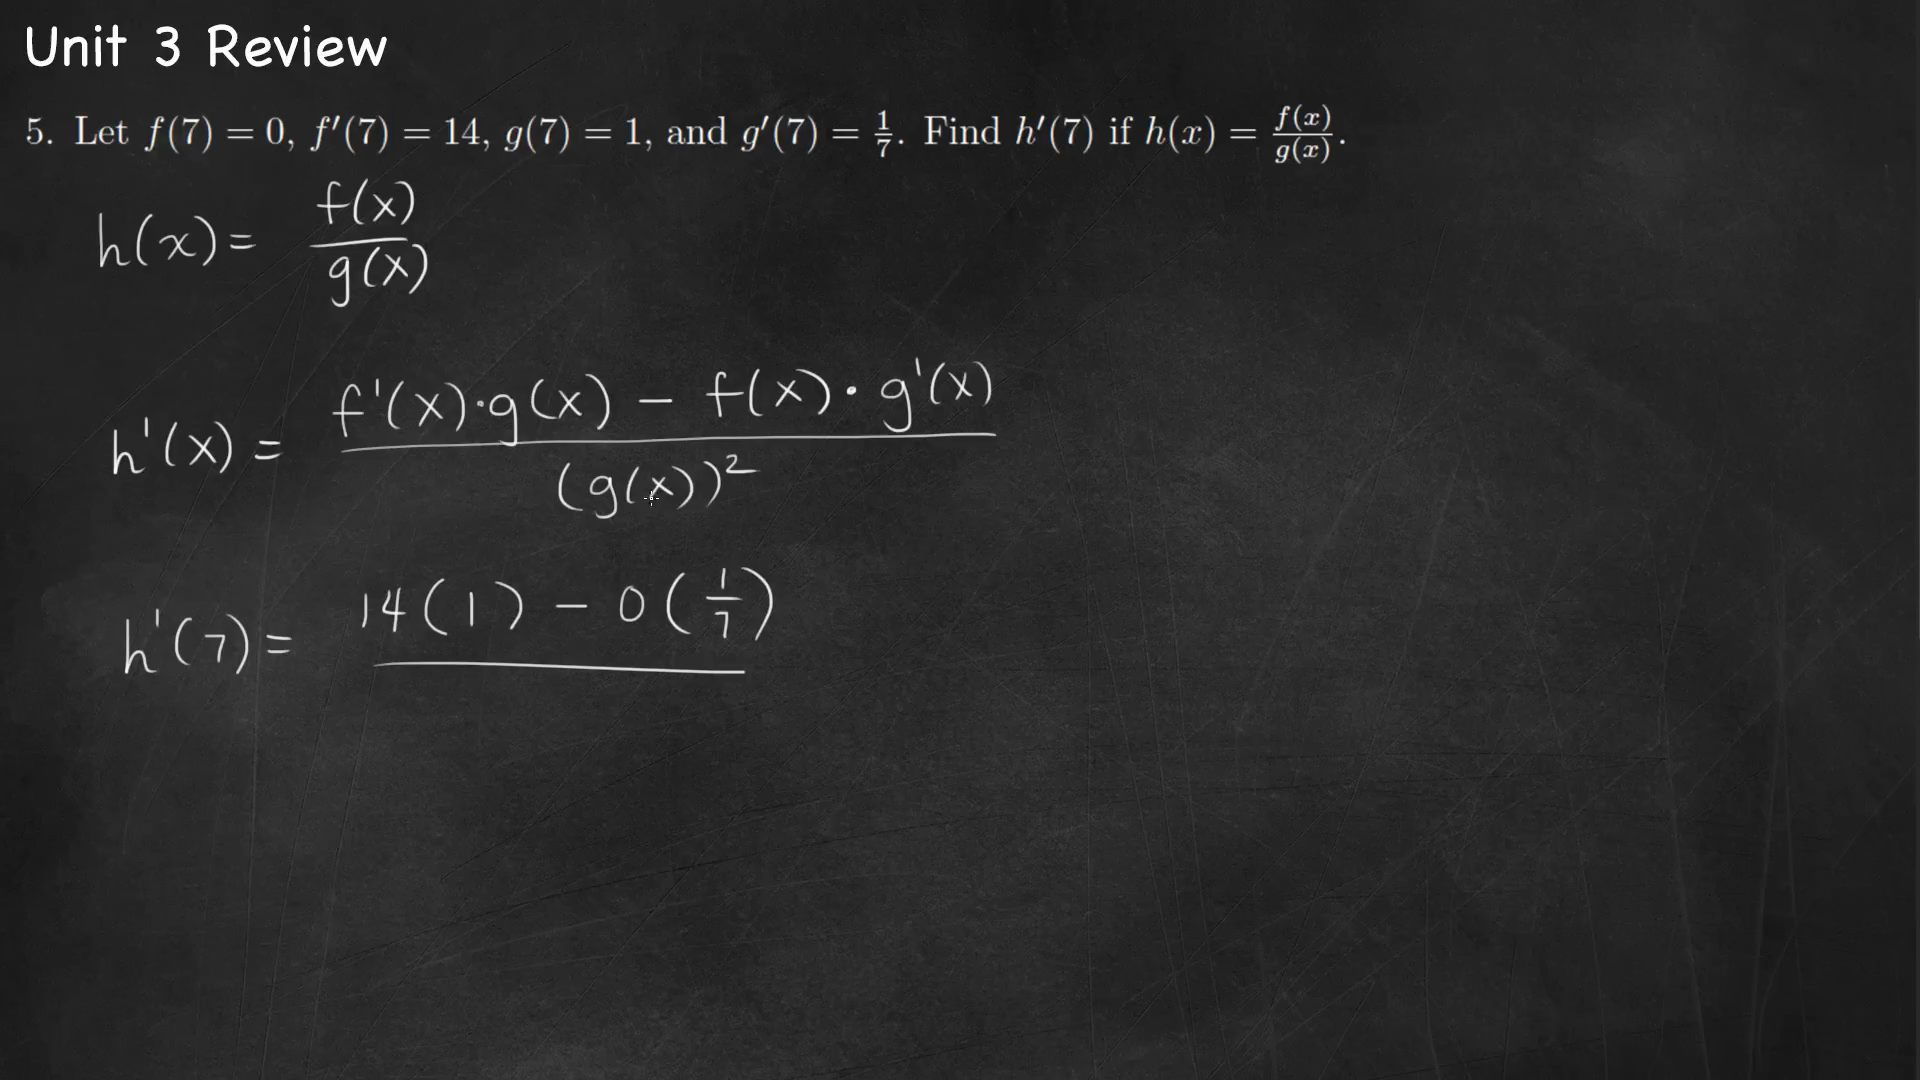 Unit 3 Review
5. Let f(7) = 0, f′(7) = 14, g(7) = 1, and g′(7) = 1/7. Find h′(7) if h(x) = f(x)/g(x).
h(x) = f(x)/g(x)
h'(x) = (f'(x)·g(x) − f(x)·g'(x))/(g(x))²
h'(7) = 14(1) − 0(1/7)